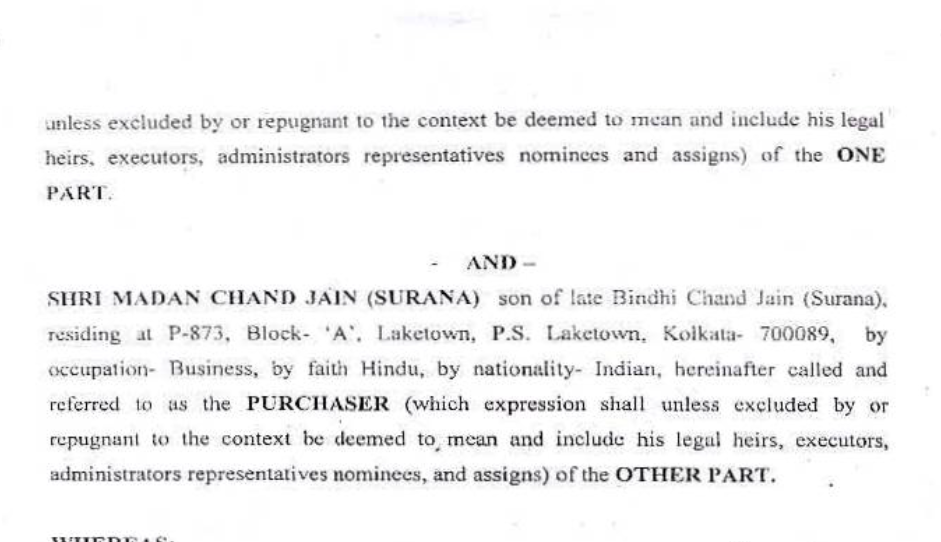 unless excluded by or repugnant to the context be deemed to mean and include his legal
heirs, executors, administrators representatives nominees and assigns) of the ONE
PART.
- AND –
SHRI MADAN CHAND JAIN (SURANA) son of late Bindhi Chand Jain (Surana),
residing at P-873, Block- ‘A’, Laketown, P.S. Laketown, Kolkata- 700089, by
occupation- Business, by faith Hindu, by nationality- Indian, hereinafter called and
referred to as the PURCHASER (which expression shall unless excluded by or
repugnant to the context be deemed to mean and include his legal heirs, executors,
administrators representatives nominees, and assigns) of the OTHER PART.
WHEREAS: